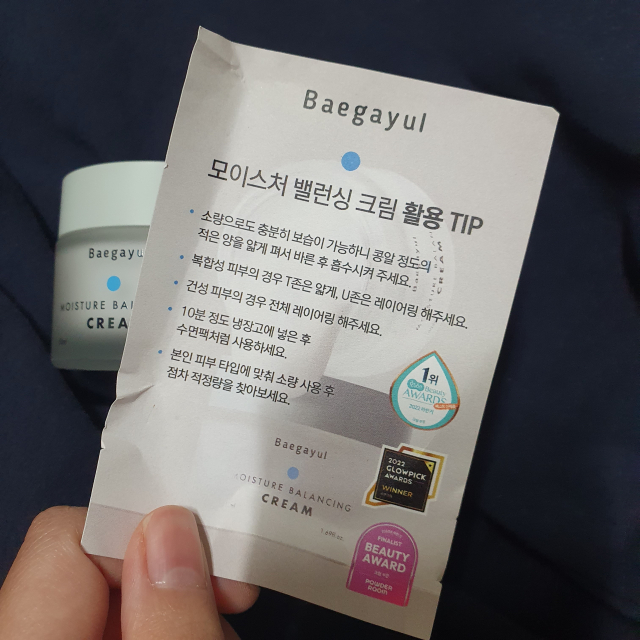 Baegayul
모이스처 밸런싱 크림 활용 TIP
소량으로도 충분히 보습이 가능하니 콩알 정도의
적은 양을 얇게 펴서 바른 후 흡수시켜 주세요.
복합성 피부의 경우 T존은 얇게, U존은 레이어링 해주세요.
건성 피부의 경우 전체 레이어링 해주세요.
10분 정도 냉장고에 넣은 후
수면팩처럼 사용하세요.
본인 피부 타입에 맞춰 소량 사용 후
점차 적정량을 찾아보세요.
1위
Beauty
AWARDS
2022
GLOWPICK
AWARDS
WINNER
FINALIST
BEAUTY
AWARD
POWDER
ROOM
Baegayul
MOISTURE BALANCING
CREAM
Baegayul
MOISTURE BALAN
CREAM